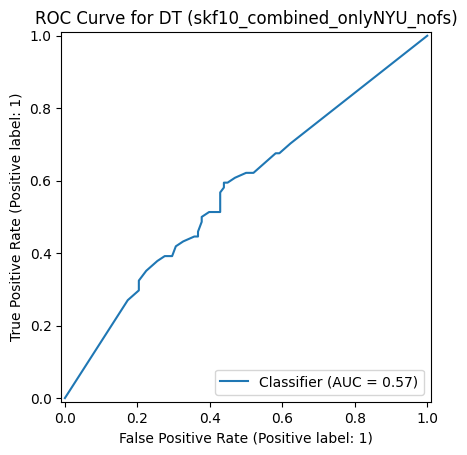 ROC Curve for DT (skf10_combined_onlyNYU_nofs)
1.0
0.8
0.6
0.4
0.2
0.0
True Positive Rate (Positive label: 1)
Classifier (AUC = 0.57)
0.0 0.2 0.4 0.6 0.8 1.0
False Positive Rate (Positive label: 1)